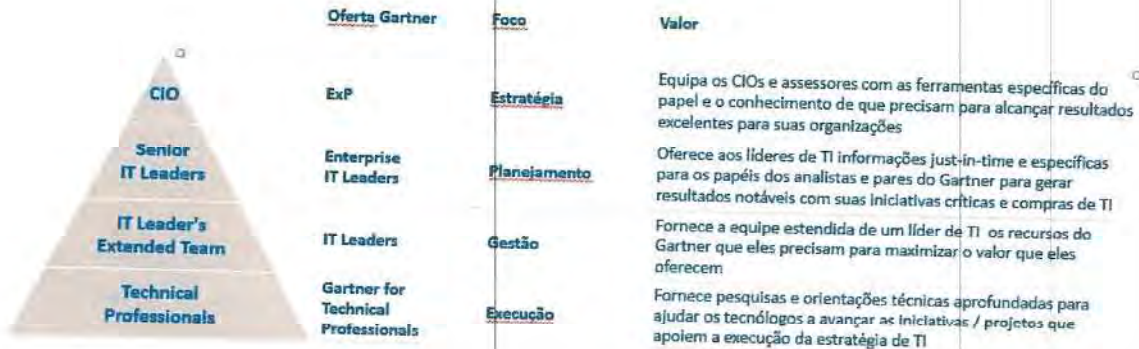 Oferta Gartner Foco Valor
CIO
ExP
Estratégia
Equipa os CIOs e assessores com as ferramentas específicas do
papel e o conhecimento de que precisam para alcançar resultados
excelentes para suas organizações
Senior
IT Leaders
Enterprise
IT Leaders
Planejamento
Oferece aos líderes de TI informações just-in-time e específicas
para os papéis dos analistas e pares do Gartner para gerar
resultados notáveis com suas iniciativas críticas e compras de TI
IT Leader's
Extended Team
IT Leaders
Gestão
Fornece a equipe estendida de um líder de TI os recursos do
Gartner que eles precisam para maximizar o valor que eles
oferecem
Technical
Professionals
Gartner for
Technical
Professionals
Execução
Fornece pesquisas e orientações técnicas aprofundadas para
ajudar os tecnólogos a avançar as iniciativas / projetos que
apoiem a execução da estratégia de TI